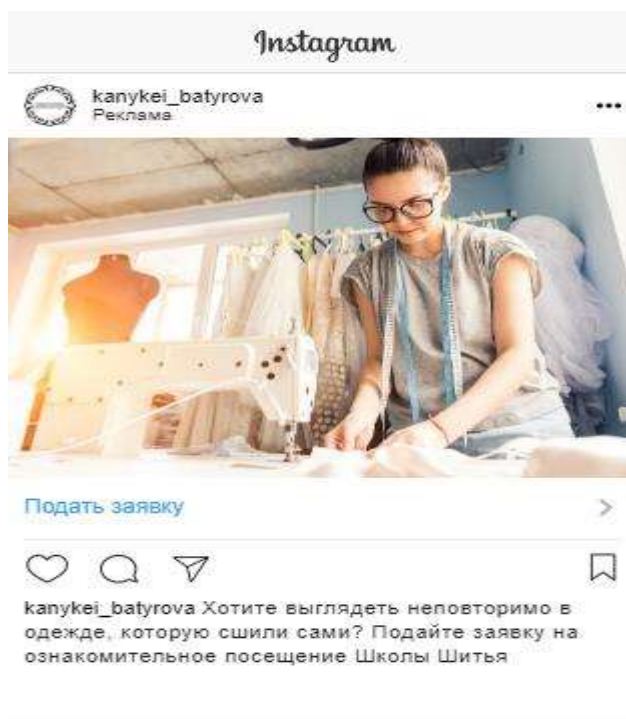 Instagram
kanykei_batyrova
Реклама
Подать заявку
kanykei_batyrova Хотите выглядеть неповторимо в
одежде, которую сшили сами? Подайте заявку на
ознакомительное посещение Школы Шитья